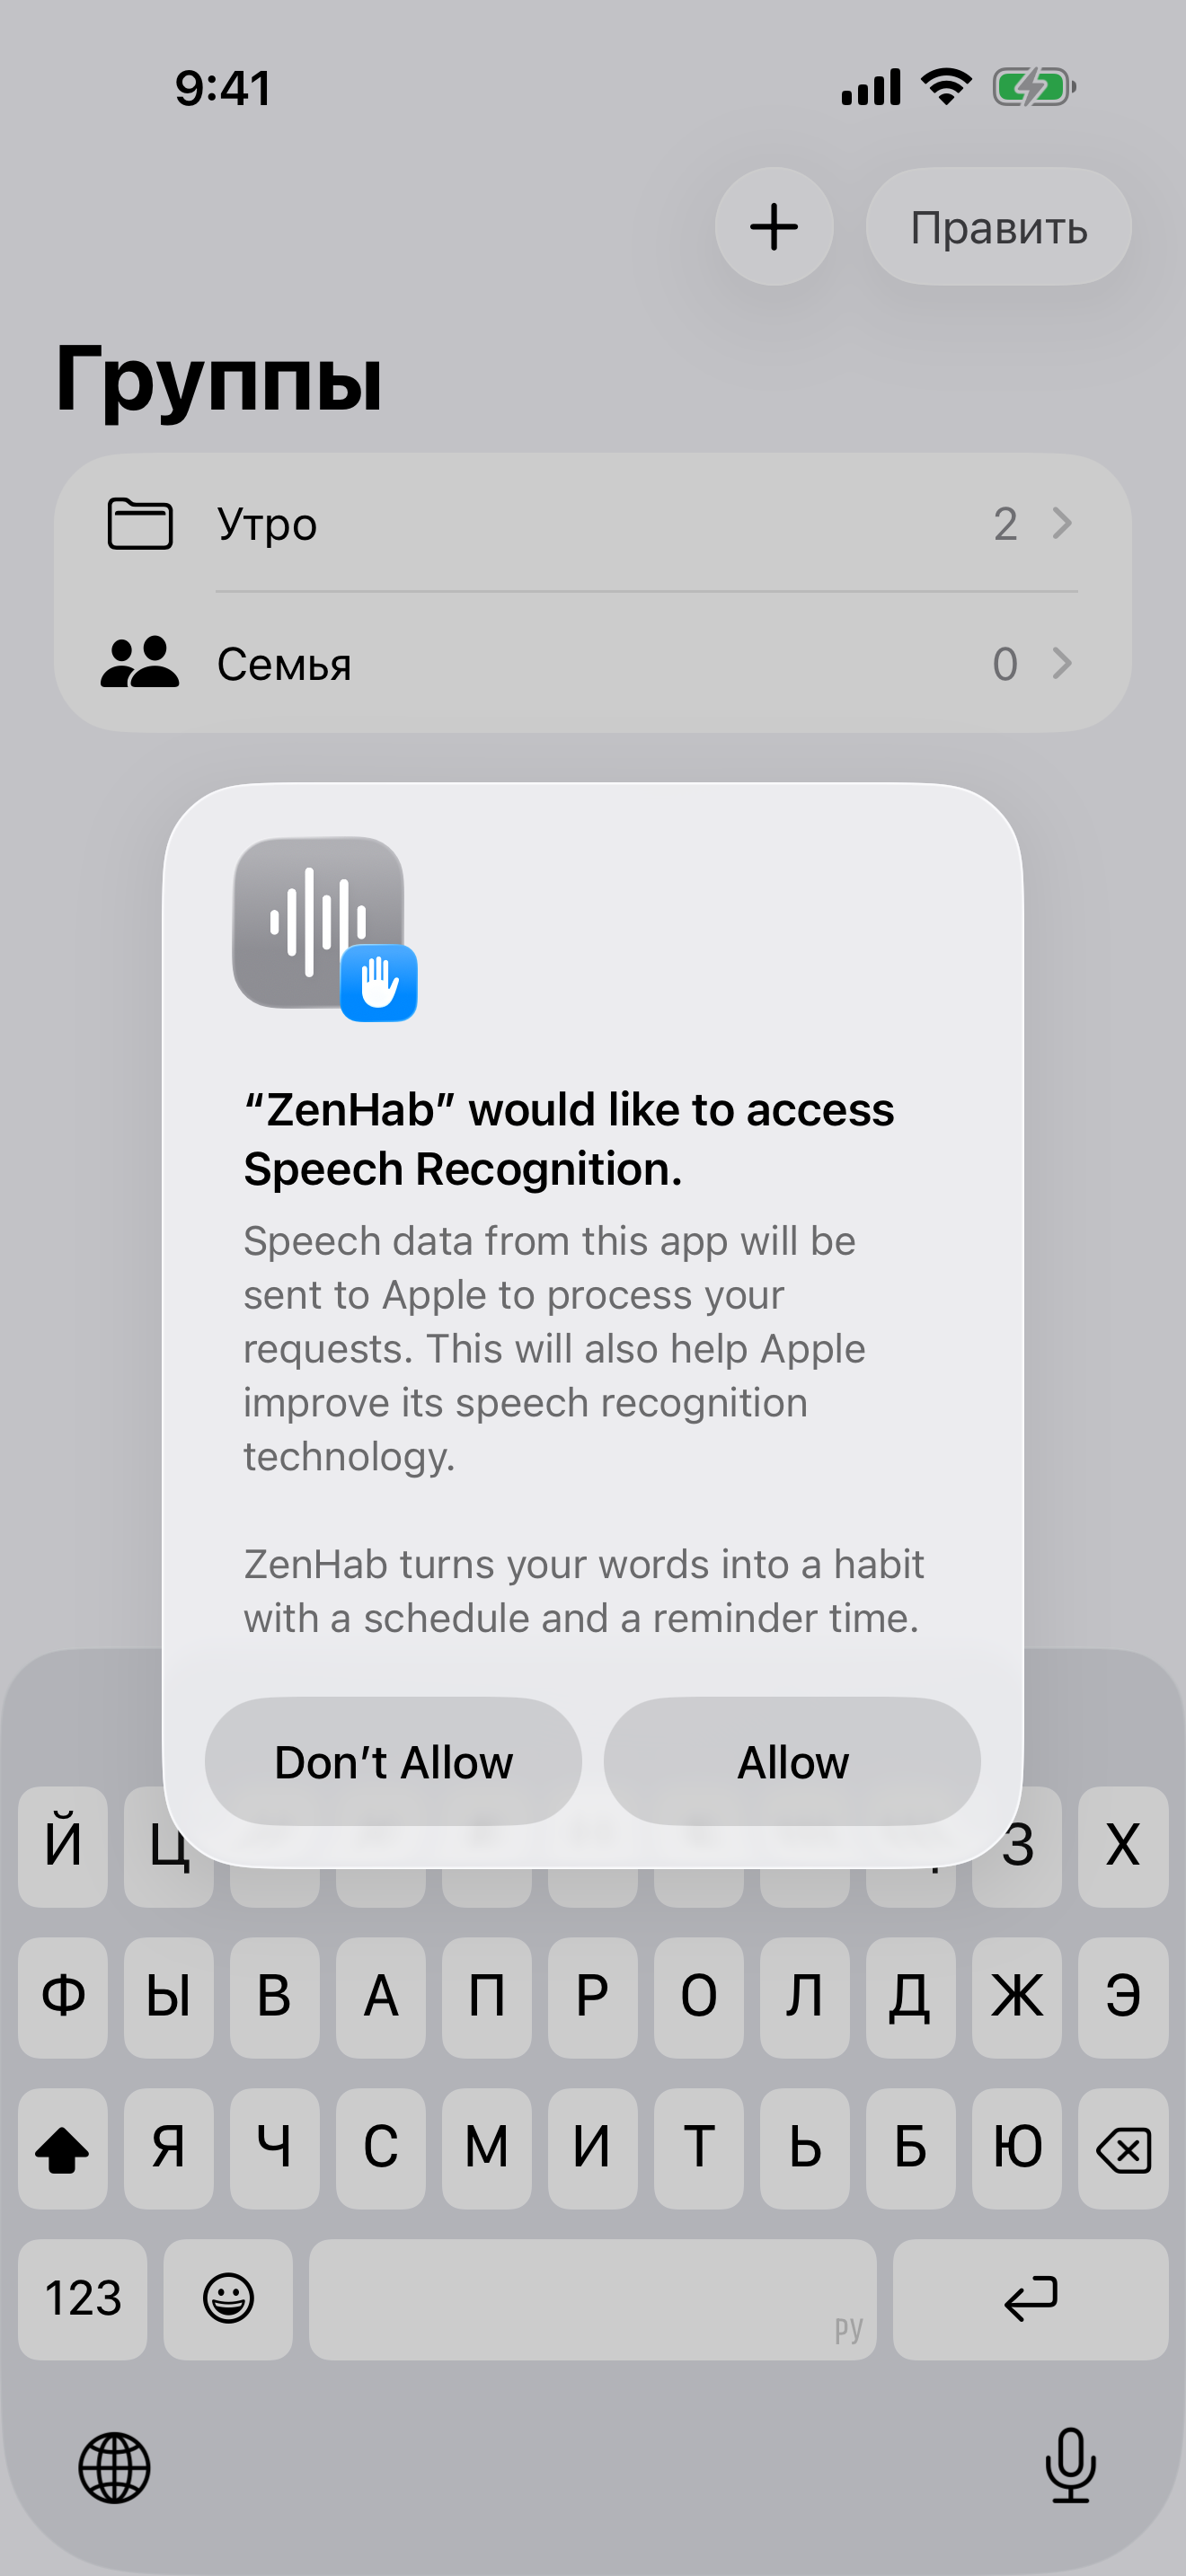 9:41
Править
Группы
Утро 2
Семья 0
“ZenHab” would like to access
Speech Recognition.
Speech data from this app will be
sent to Apple to process your
requests. This will also help Apple
improve its speech recognition
technology.
ZenHab turns your words into a habit
with a schedule and a reminder time.
Don’t Allow Allow
Й Ц З Х
Ф Ы В А П Р О Л Д Ж Э
Я Ч С М И Т Ь Б Ю
123
РУ